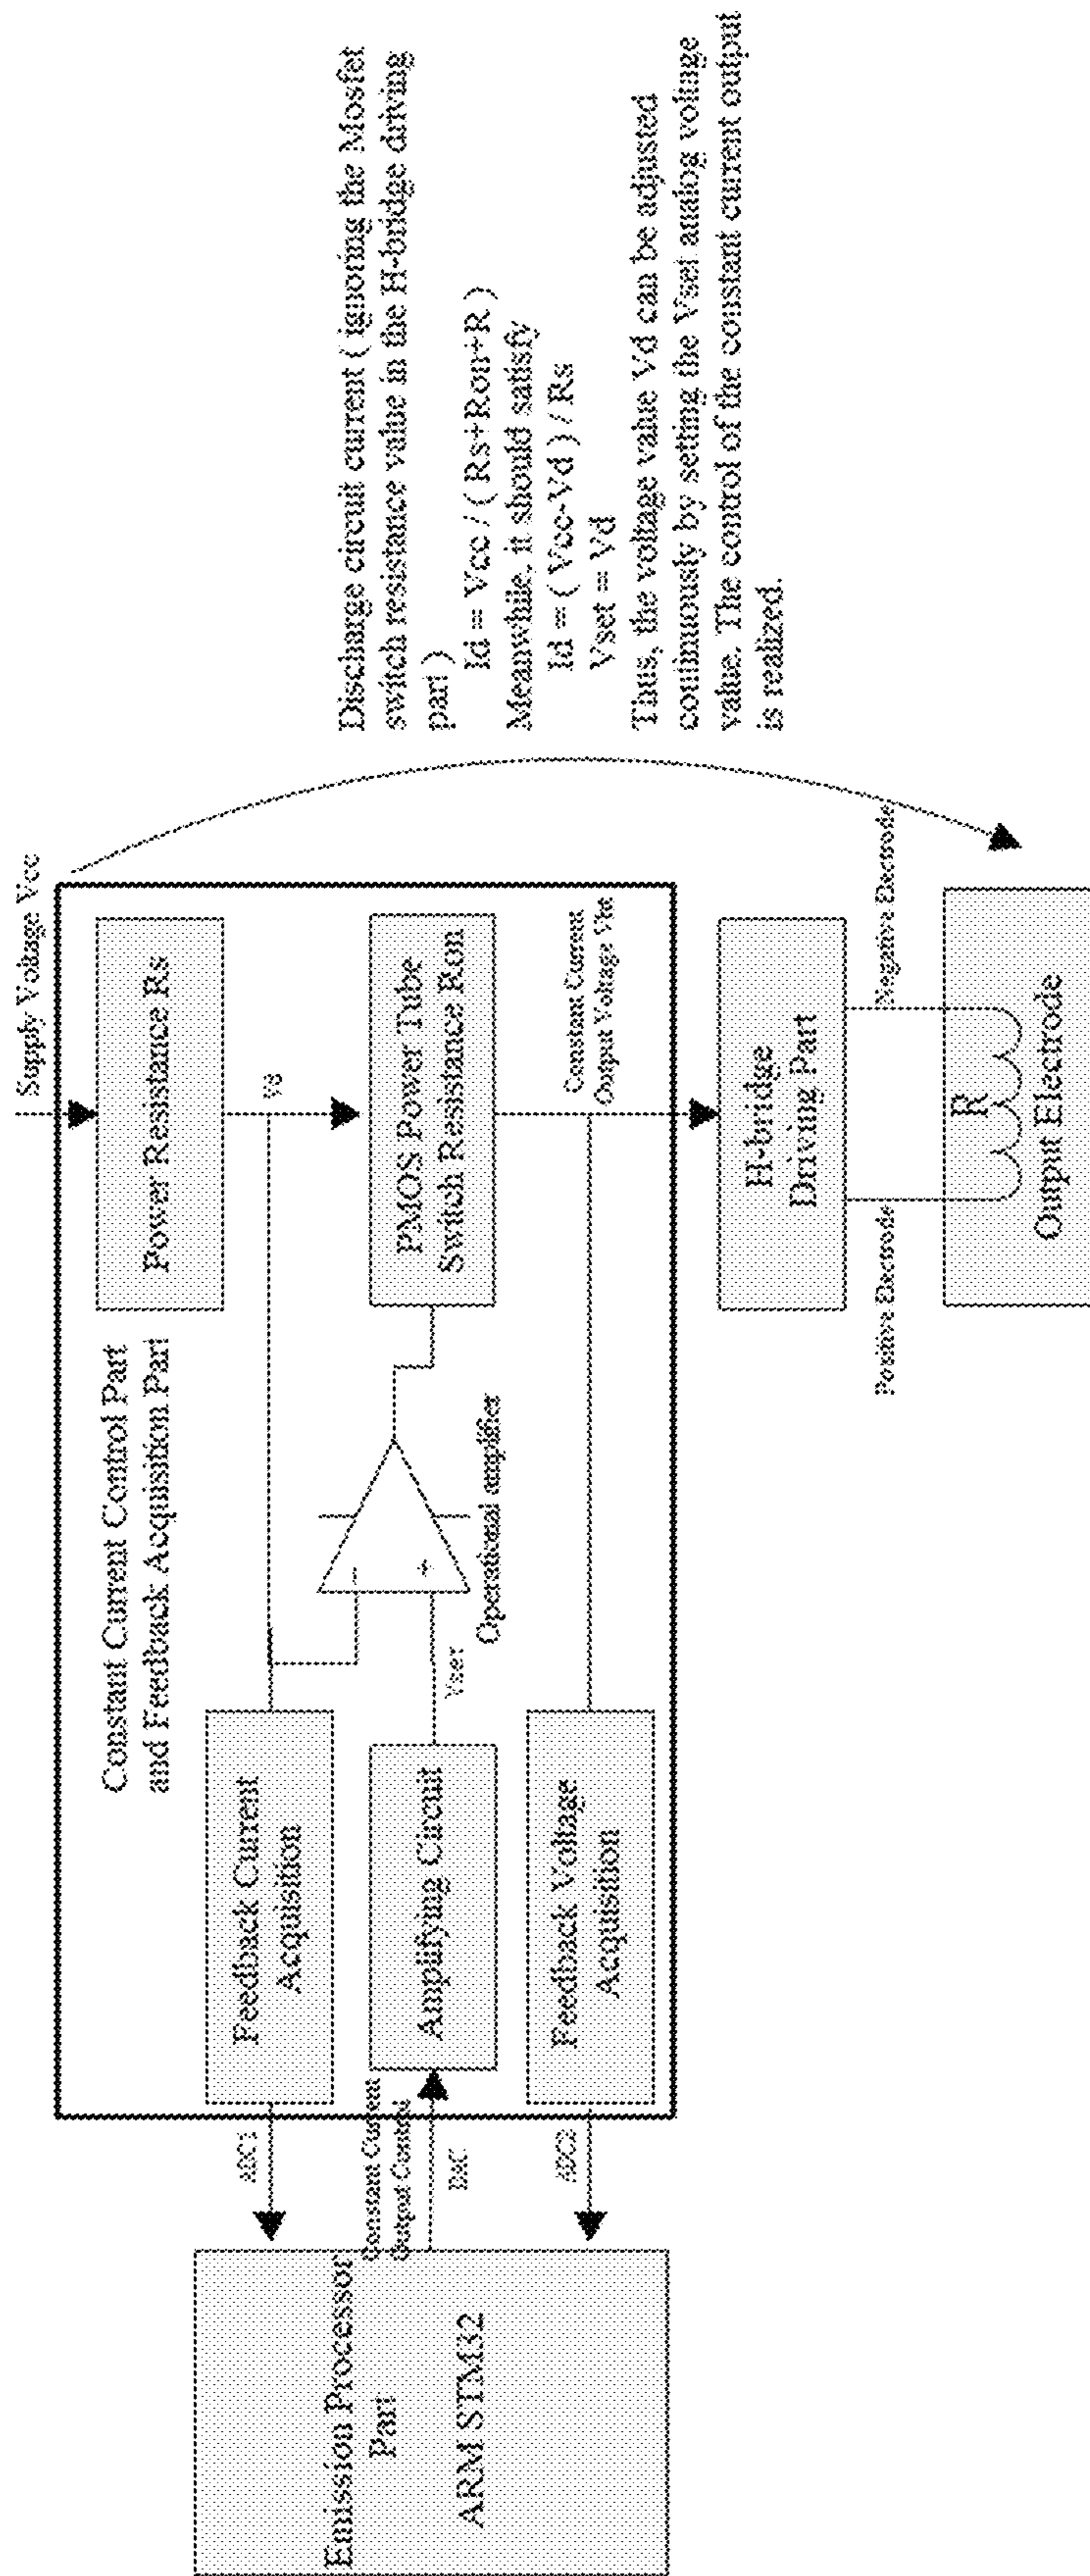 Emission Processor
Part
ARM STM32
ADC1
Constant Current
Output Control
DAC
ADC2
Constant Current Control Part
and Feedback Acquisition Part
Feedback Current
Acquisition
Amplifying Circuit
Feedback Voltage
Acquisition
Vset
-
+
Operational amplifier
Supply Voltage Vcc
Power Resistance Rs
PMOS Power Tube
Switch Resistance Ron
Constant Current
Output Voltage
H-bridge
Driving Part
Positive Electrode
Negative Electrode
R
Output Electrode
Discharge circuit current ( ignoring the Mosfet
switch resistance value in the H-bridge driving
part )
Id = Vcc / ( Rs+Ron+R )
Meanwhile, it should satisfy
Id = ( Vcc-Vd ) / Rs
Vset = Vd
Thus, the voltage value Vd can be adjusted
continuously by setting the Vset analog voltage
value. The control of the constant current output
is realized.